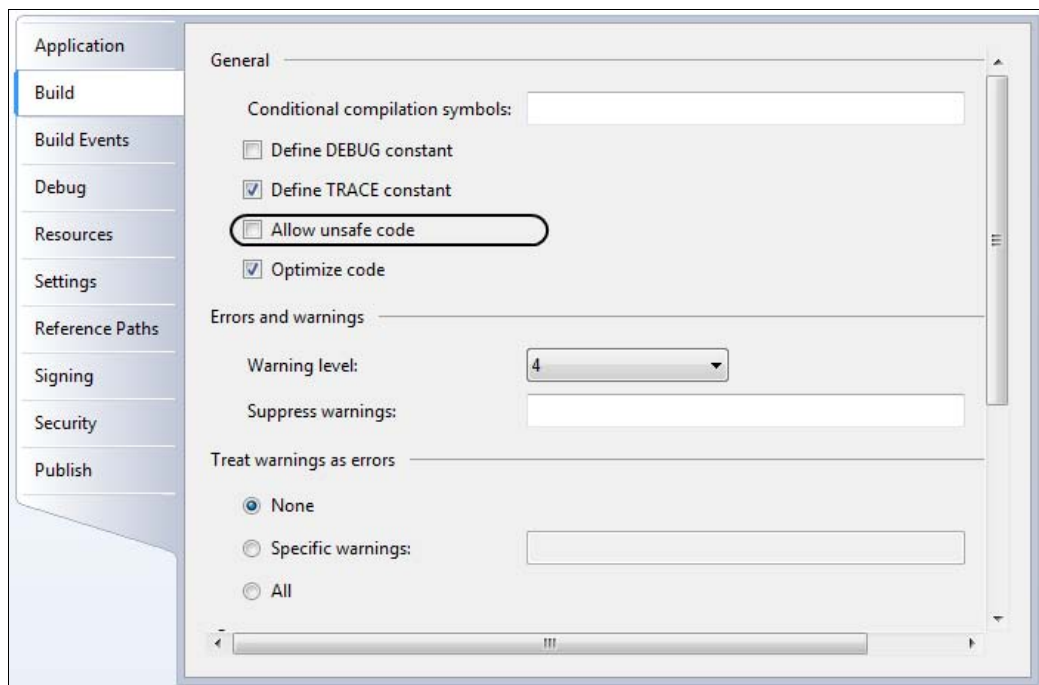 Application
Build
Build Events
Debug
Resources
Settings
Reference Paths
Signing
Security
Publish
General
Conditional compilation symbols:
Define DEBUG constant
Define TRACE constant
Allow unsafe code
Optimize code
Errors and warnings
Warning level: 4
Suppress warnings:
Treat warnings as errors
None
Specific warnings:
All